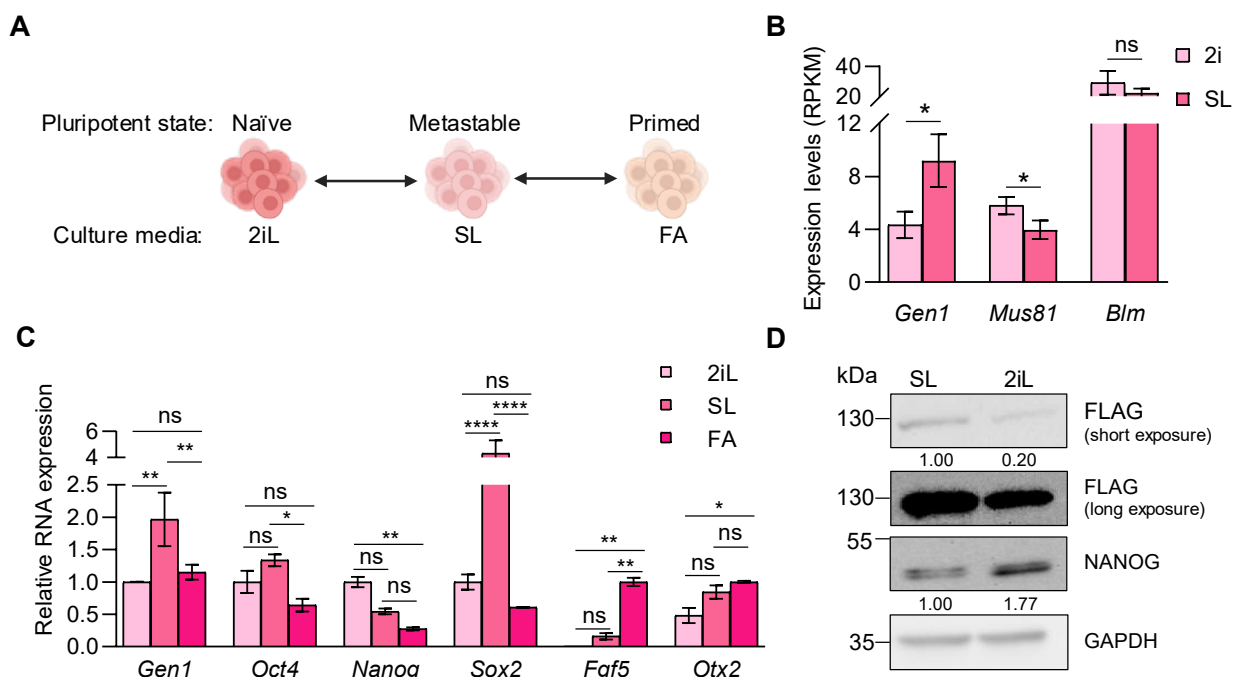 A
Pluripotent state: Naïve Metastable Primed
Culture media: 2iL SL FA
B
Expression levels (RPKM)
40
20
12
8
4
0
* * ns
2i
SL
Gen1 Mus81 Blm
C
Relative RNA expression
6
4
2.5
2.0
1.5
1.0
0.5
0.0
2iL
SL
FA
ns ** **
ns ns *
** ns ns
ns **** ****
** ** ns
* ns ns
Gen1 Oct4 Nanog Sox2 Fgf5 Otx2
D
kDa SL 2iL
130 FLAG
(short exposure)
1.00 0.20
130 FLAG
(long exposure)
55
NANOG
1.00 1.77
35 GAPDH